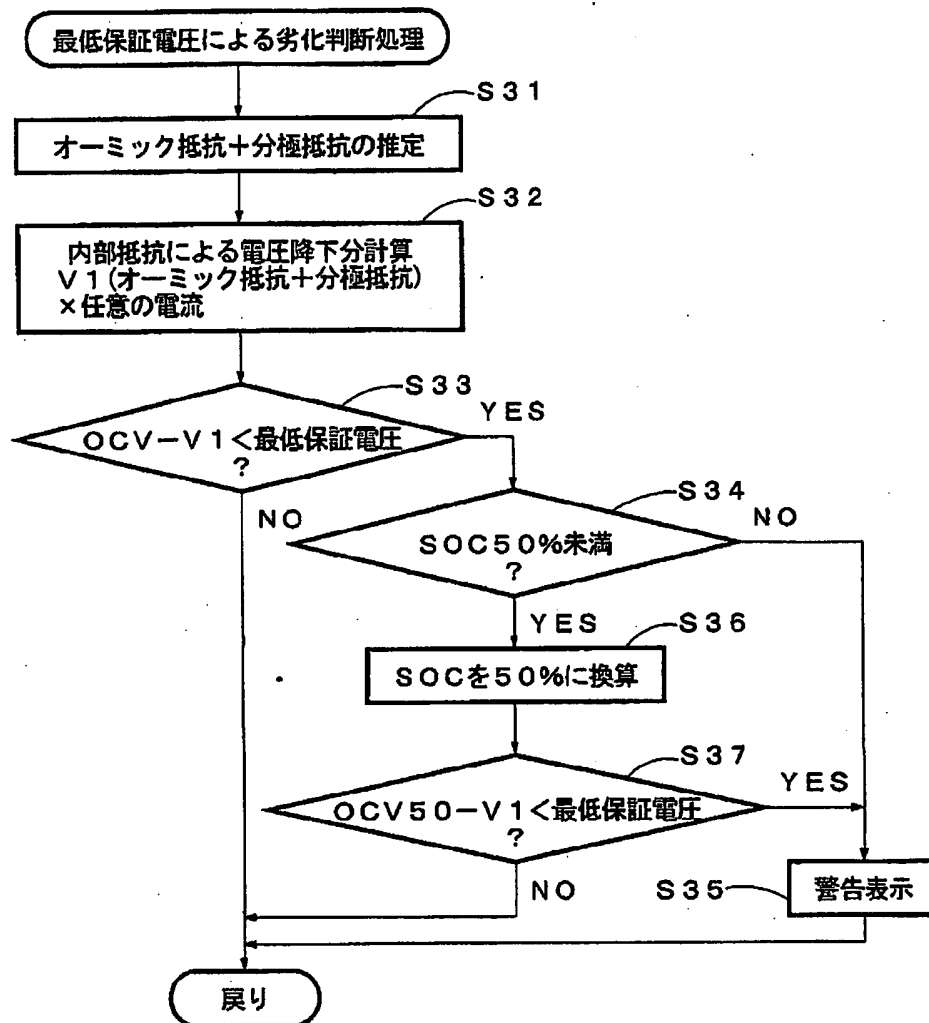 最低保証電圧による劣化判断処理
S31
オーミック抵抗+分極抵抗の推定
S32
内部抵抗による電圧降下分計算
V1(オーミック抵抗+分極抵抗)
×任意の電流
S33
YES
OCV-V1<最低保証電圧
?
NO
S34
NO
SOC50%未満
?
YES
S36
SOCを50%に換算
S37
YES
OCV50-V1<最低保証電圧
?
NO
S35
警告表示
戻り